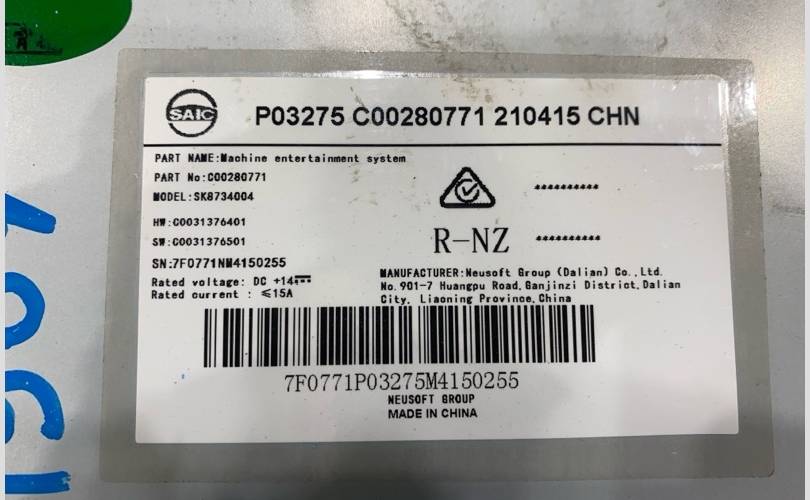 SAIC
P03275 C00280771 210415 CHN
PART NAME:Machine entertainment system
PART No:C00280771
MODEL:SK8734004
HW:C0031376401
SW:C0031376501
SN:7F0771NM4150255
Rated voltage: DC +14
Rated current : ≤15A
**********
R-NZ **********
MANUFACTURER:Neusoft Group (Dalian) Co.,Ltd.
No.901-7 Huangpu Road,Ganjinzi District,Dalian
City, Liaoning Province,China
7F0771P03275M4150255
NEUSOFT GROUP
MADE IN CHINA